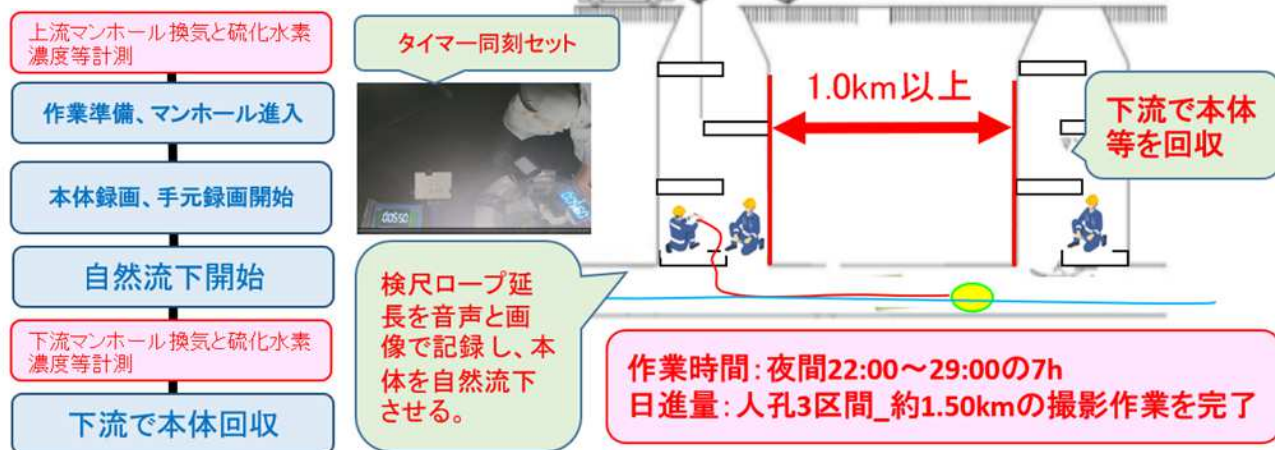 上流マンホール換気と硫化水素
濃度等計測
作業準備、マンホール進入
本体録画、手元録画開始
自然流下開始
下流マンホール換気と硫化水素
濃度等計測
下流で本体回収
タイマー同刻セット
検尺ロープ延
長を音声と画
像で記録し、本
体を自然流下
させる。
1.0km以上
下流で本体
等を回収
作業時間:夜間22:00～29:00の7h
日進量:人孔3区間_約1.50kmの撮影作業を完了